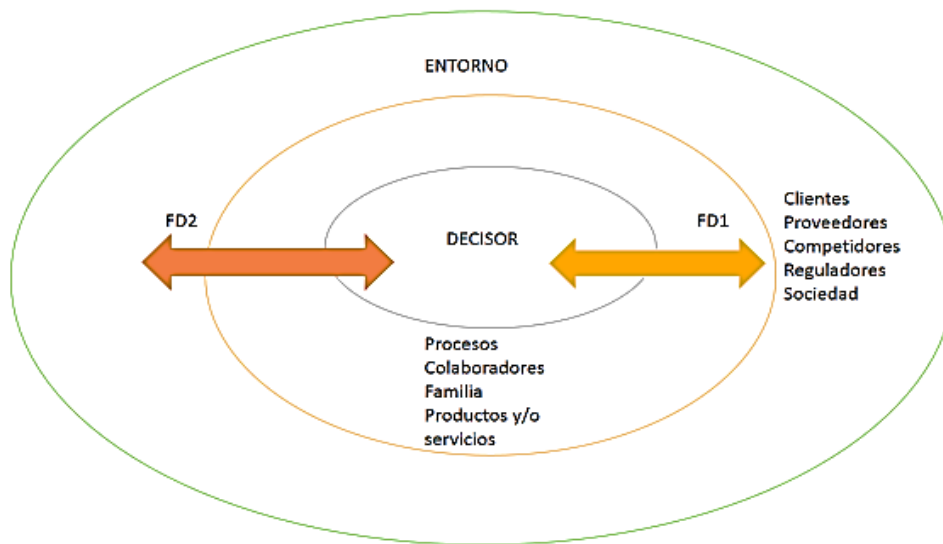 ENTORNO
FD2
DECISOR
FD1
Clientes
Proveedores
Competidores
Reguladores
Sociedad
Procesos
Colaboradores
Familia
Productos y/o
servicios